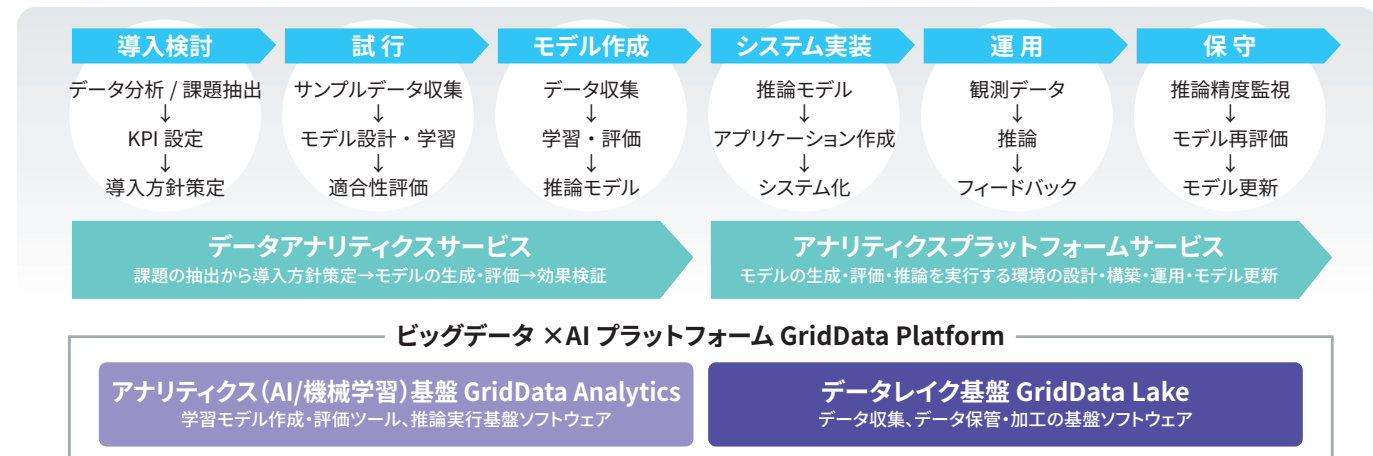 導入検討
データ分析 / 課題抽出
↓
KPI 設定
↓
導入方針策定
試 行
サンプルデータ収集
↓
モデル設計・学習
↓
適合性評価
モデル作成
データ収集
↓
学習・評価
↓
推論モデル
システム実装
推論モデル
↓
アプリケーション作成
↓
システム化
運 用
観測データ
↓
推論
↓
フィードバック
保 守
推論精度監視
↓
モデル再評価
↓
モデル更新
データアナリティクスサービス
課題の抽出から導入方針策定→モデルの生成・評価→効果検証
アナリティクスプラットフォームサービス
モデルの生成・評価・推論を実行する環境の設計・構築・運用・モデル更新
ビッグデータ ×AI プラットフォーム GridData Platform
アナリティクス（AI/機械学習）基盤 GridData Analytics
学習モデル作成・評価ツール、推論実行基盤ソフトウェア
データレイク基盤 GridData Lake
データ収集、データ保管・加工の基盤ソフトウェア